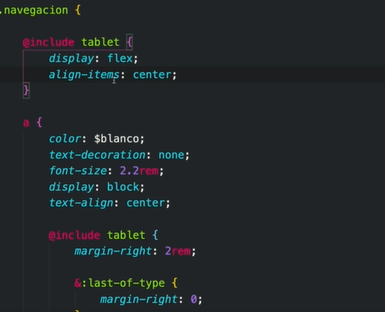 .navegacion {
@include tablet {
display: flex;
align-items: center;
}
a {
color: $blanco;
text-decoration: none;
font-size: 2.2rem;
display: block;
text-align: center;
@include tablet {
margin-right: 2rem;
&:last-of-type {
margin-right: 0;
}